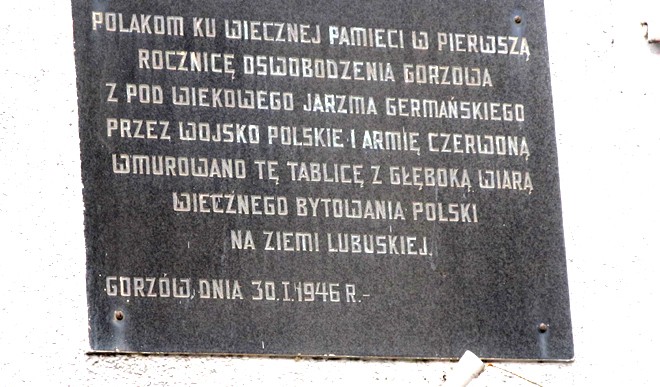 POLAKOM KU WIECZNEJ PAMIECI W PIERWSZĄ
ROCZNICĘ OSWOBODZENIA GORZOWA
Z POD WIEKOWEGO JARZMA GERMAŃSKIEGO
PRZEZ WOJSKO POLSKIE I ARMIĘ CZERWONĄ
WMUROWANO TĘ TABLICĘ Z GŁĘBOKĄ WIARĄ
WIECZNEGO BYTOWANIA POLSKI
NA ZIEMI LUBUSKIEJ.
GORZÓW, DNIA 30.I.1946 R.-